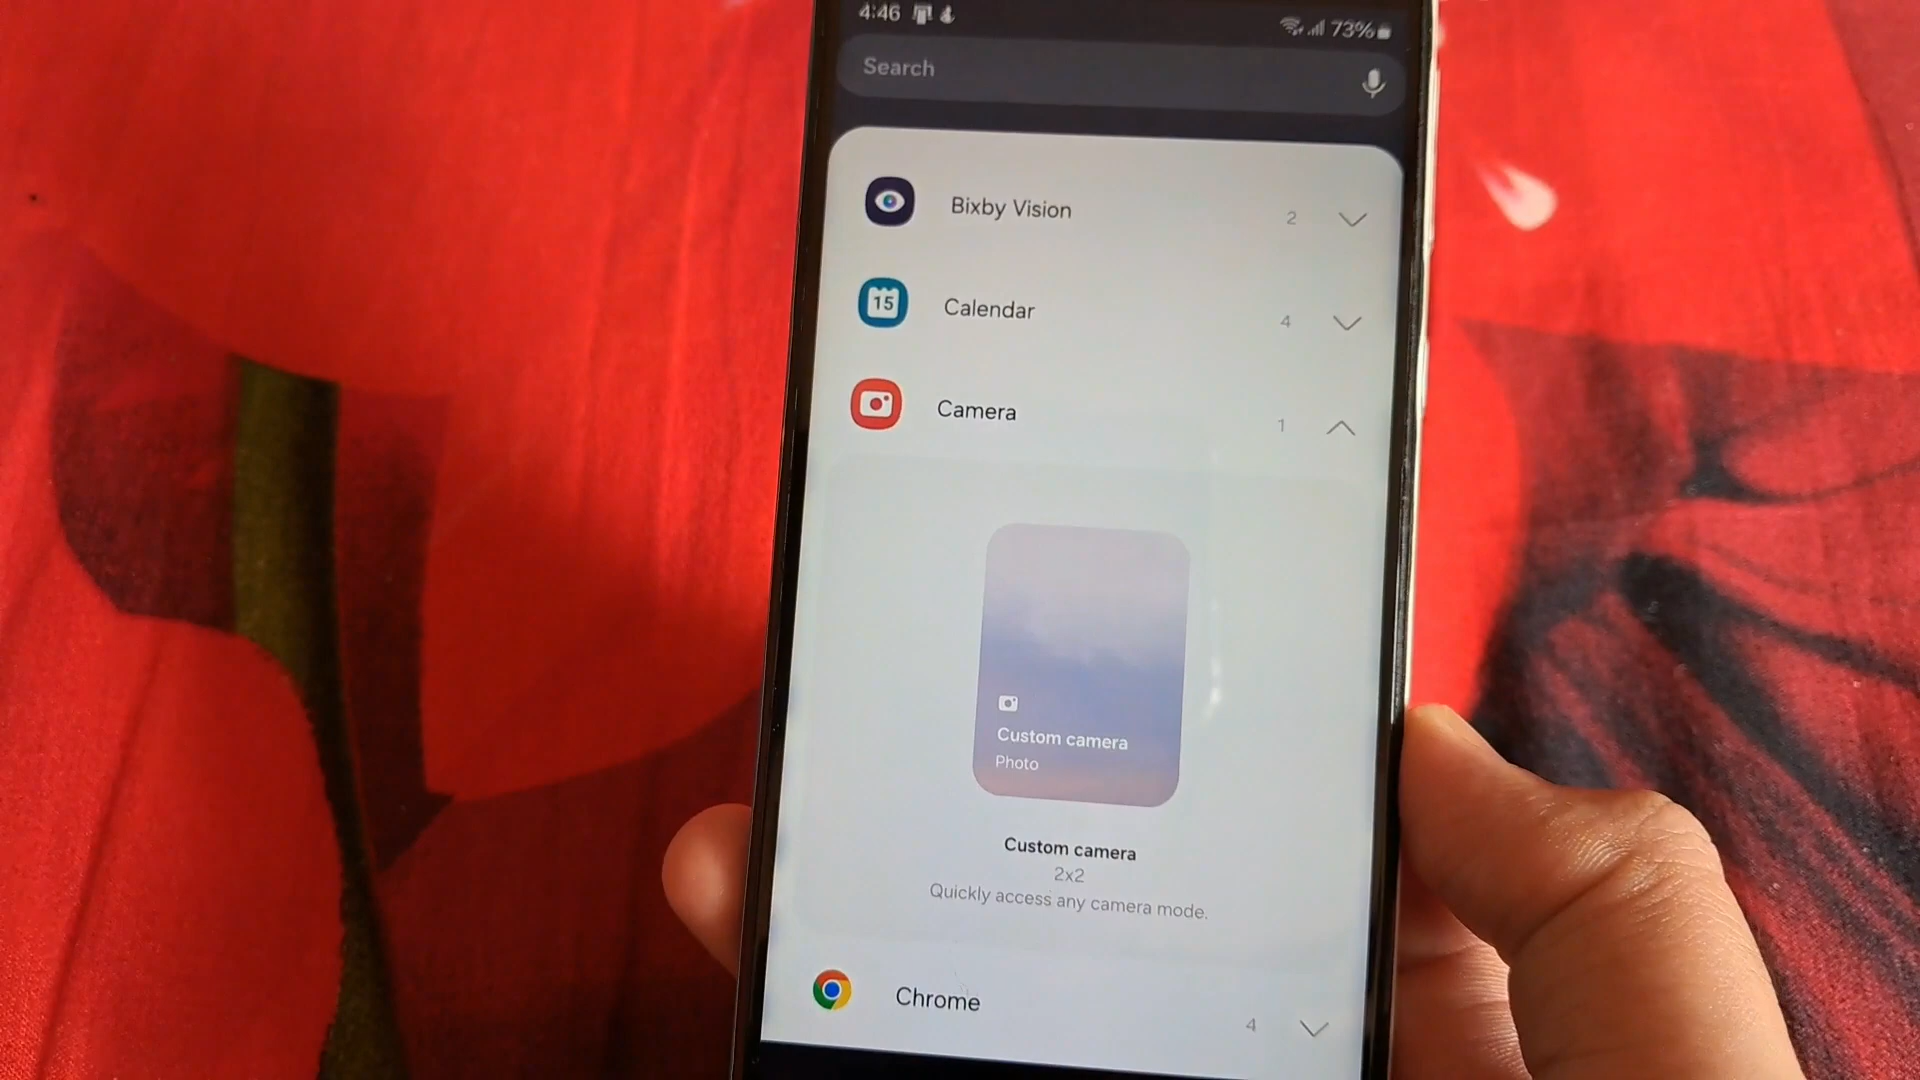 4:46 73%
Search
Bixby Vision 2
15 Calendar 4
Camera 1
Custom camera
Photo
Custom camera
2x2
Quickly access any camera mode.
Chrome 4